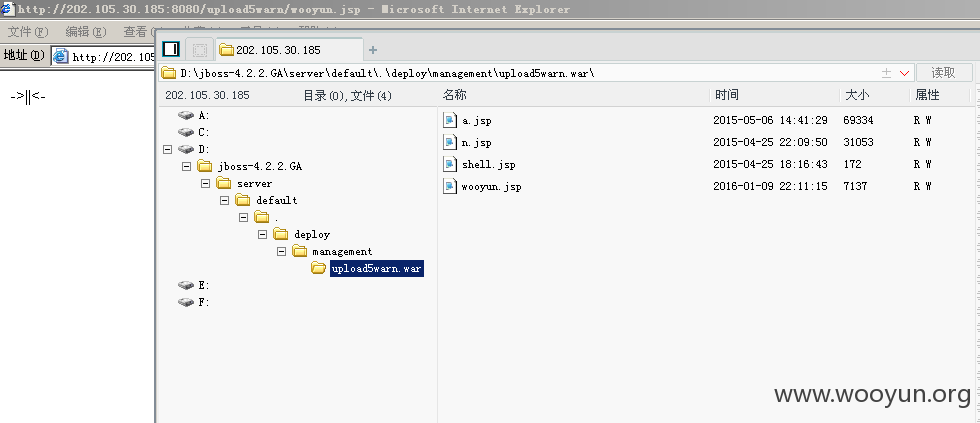 http://202.105.30.185:8080/upload5warn/wooyun.jsp - Microsoft Internet Explorer
文件(F) 编辑(E) 查看
202.105.30.185
地址(D) http://202.105
D:\jboss-4.2.2.GA\server\default\.\deploy\management\upload5warn.war\ 读取
202.105.30.185 目录(0),文件(4) 名称 时间 大小 属性
->||<-
A:
C:
D:
jboss-4.2.2.GA
server
default
.
deploy
management
upload5warn.war
E:
F:
a.jsp 2015-05-06 14:41:29 69334 R W
n.jsp 2015-04-25 22:09:50 31053 R W
shell.jsp 2015-04-25 18:16:43 172 R W
wooyun.jsp 2016-01-09 22:11:15 7137 R W
www.wooyun.org